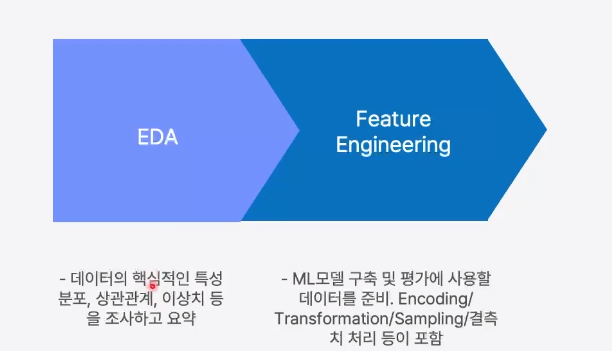 EDA
Feature
Engineering
- 데이터의 핵심적인 특성
분포, 상관관계, 이상치 등
을 조사하고 요약
- ML모델 구축 및 평가에 사용할
데이터를 준비. Encoding/
Transformation/Sampling/결측
치 처리 등이 포함